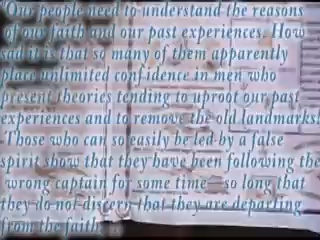 "Our people need to understand the reasons
of our faith and our past experiences. How
sad it is that so many of them apparently
place unlimited confidence in men who
present theories tending to uproot our past
experiences and to remove the old landmarks!
Those who can so easily be led by a false
spirit show that they have been following the
wrong captain for some time—so long that
they do not discern that they are departing
from the faith